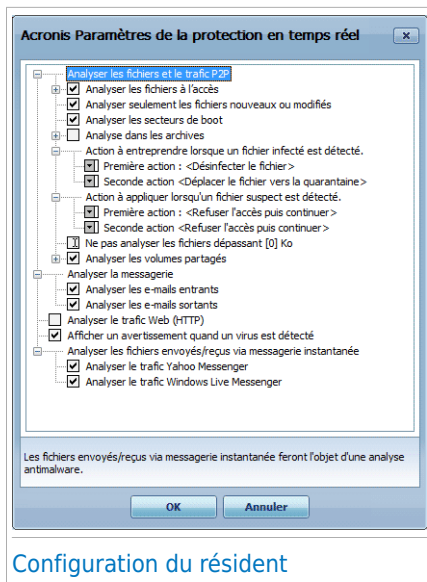 Acronis Paramètres de la protection en temps réel
Analyser les fichiers et le trafic P2P
Analyser les fichiers à l'accès
Analyser seulement les fichiers nouveaux ou modifiés
Analyser les secteurs de boot
Analyse dans les archives
Action à entreprendre lorsque un fichier infecté est détecté.
Première action : <Désinfecter le fichier>
Seconde action <Déplacer le fichier vers la quarantaine>
Action à appliquer lorsqu'un fichier suspect est détecté.
Première action : <Refuser l'accès puis continuer>
Seconde action <Refuser l'accès puis continuer>
Ne pas analyser les fichiers dépassant [0] Ko
Analyser les volumes partagés
Analyser la messagerie
Analyser les e-mails entrants
Analyser les e-mails sortants
Analyser le trafic Web (HTTP)
Afficher un avertissement quand un virus est détecté
Analyser les fichiers envoyés/reçus via messagerie instantanée
Analyser le trafic Yahoo Messenger
Analyser le trafic Windows Live Messenger
Les fichiers envoyés/reçus via messagerie instantanée feront l'objet d'une analyse
antimalware.
OK Annuler
Configuration du résident